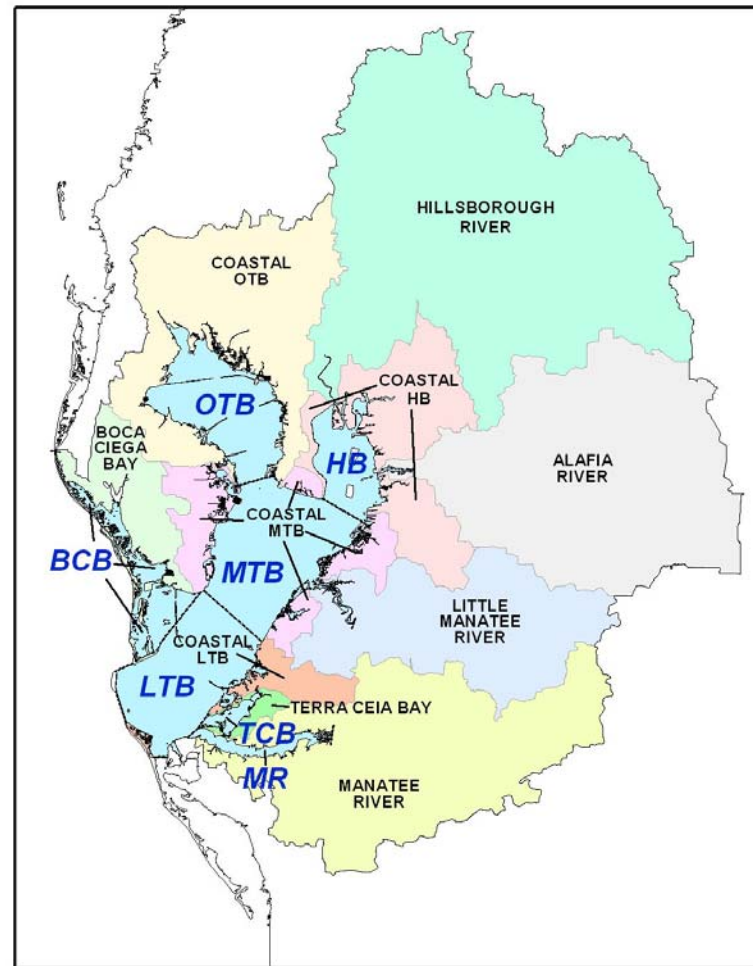 HILLSBOROUGH
RIVER
COASTAL
OTB
COASTAL
HB
OTB
BOCA
CIEGA
BAY
HB
ALAFIA
RIVER
COASTAL
MTB
BCB
MTB
LITTLE
MANATEE
RIVER
COASTAL
LTB
LTB
TERRA CEIA BAY
TCB
MR
MANATEE
RIVER